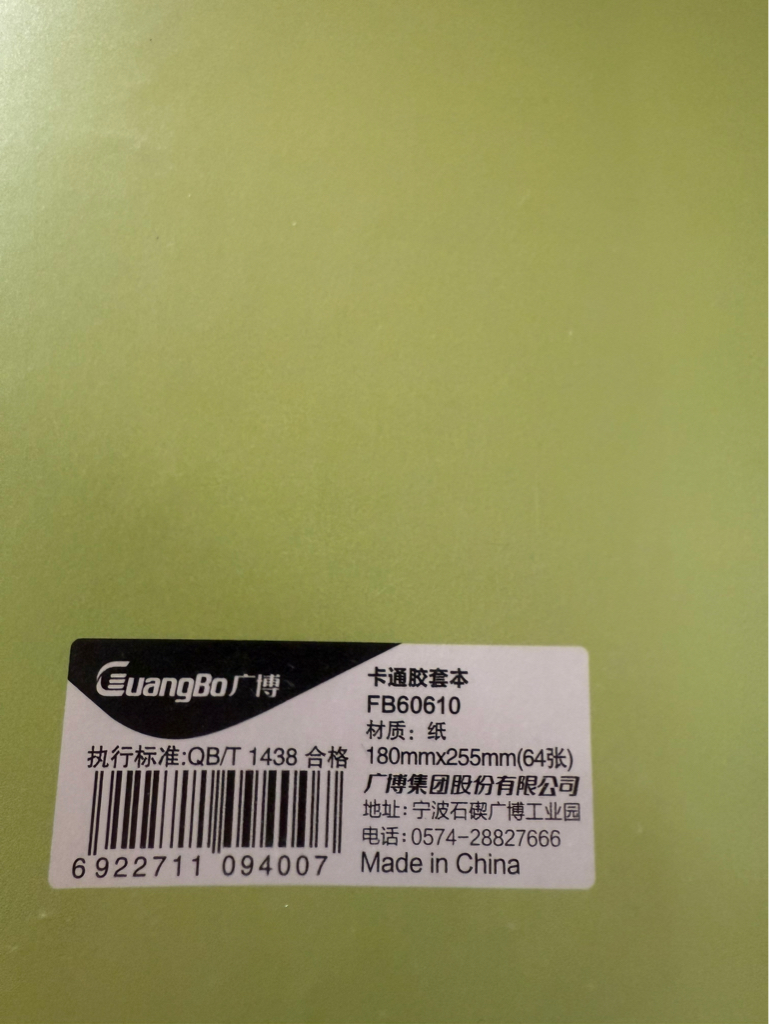 GuangBo广博
执行标准:QB/T 1438 合格
6 922711 094007
卡通胶套本
FB60610
材质：纸
180mmx255mm(64张)
广博集团股份有限公司
地址：宁波石碶广博工业园
电话：0574-28827666
Made in China